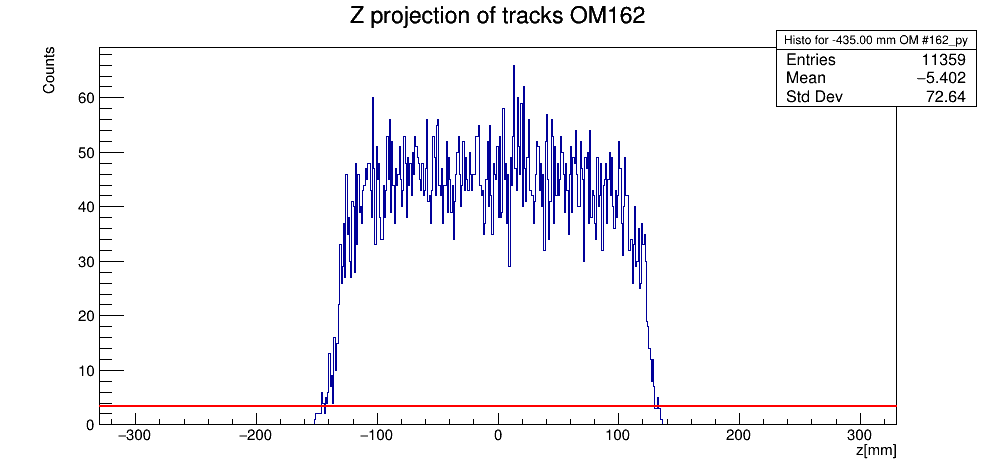 Z projection of tracks OM162
Histo for -435.00 mm OM #162_py
Entries 11359
Mean −5.402
Std Dev 72.64
Counts
60
50
40
30
20
10
0
−300 −200 −100 0 100 200 300
z[mm]